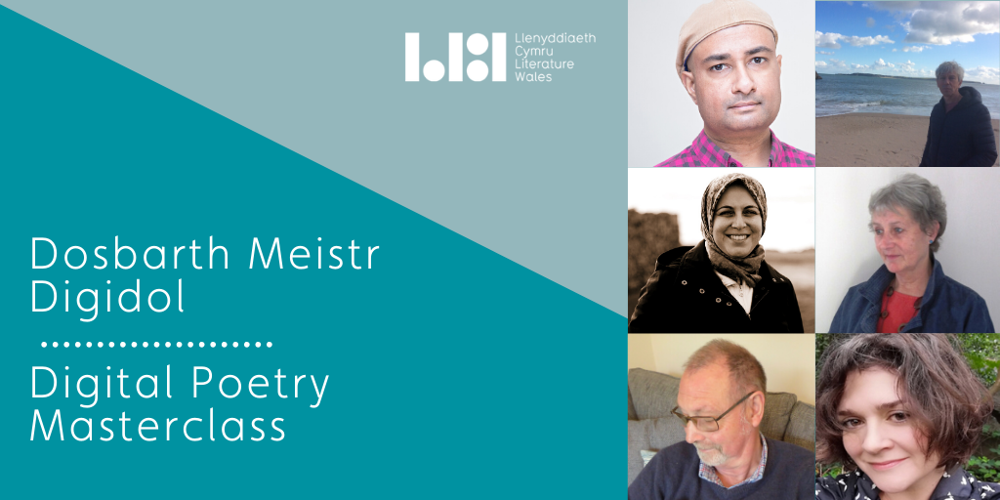 Llenyddiaeth
Cymru
Literature
Wales
Dosbarth Meistr
Digidol
Digital Poetry
Masterclass